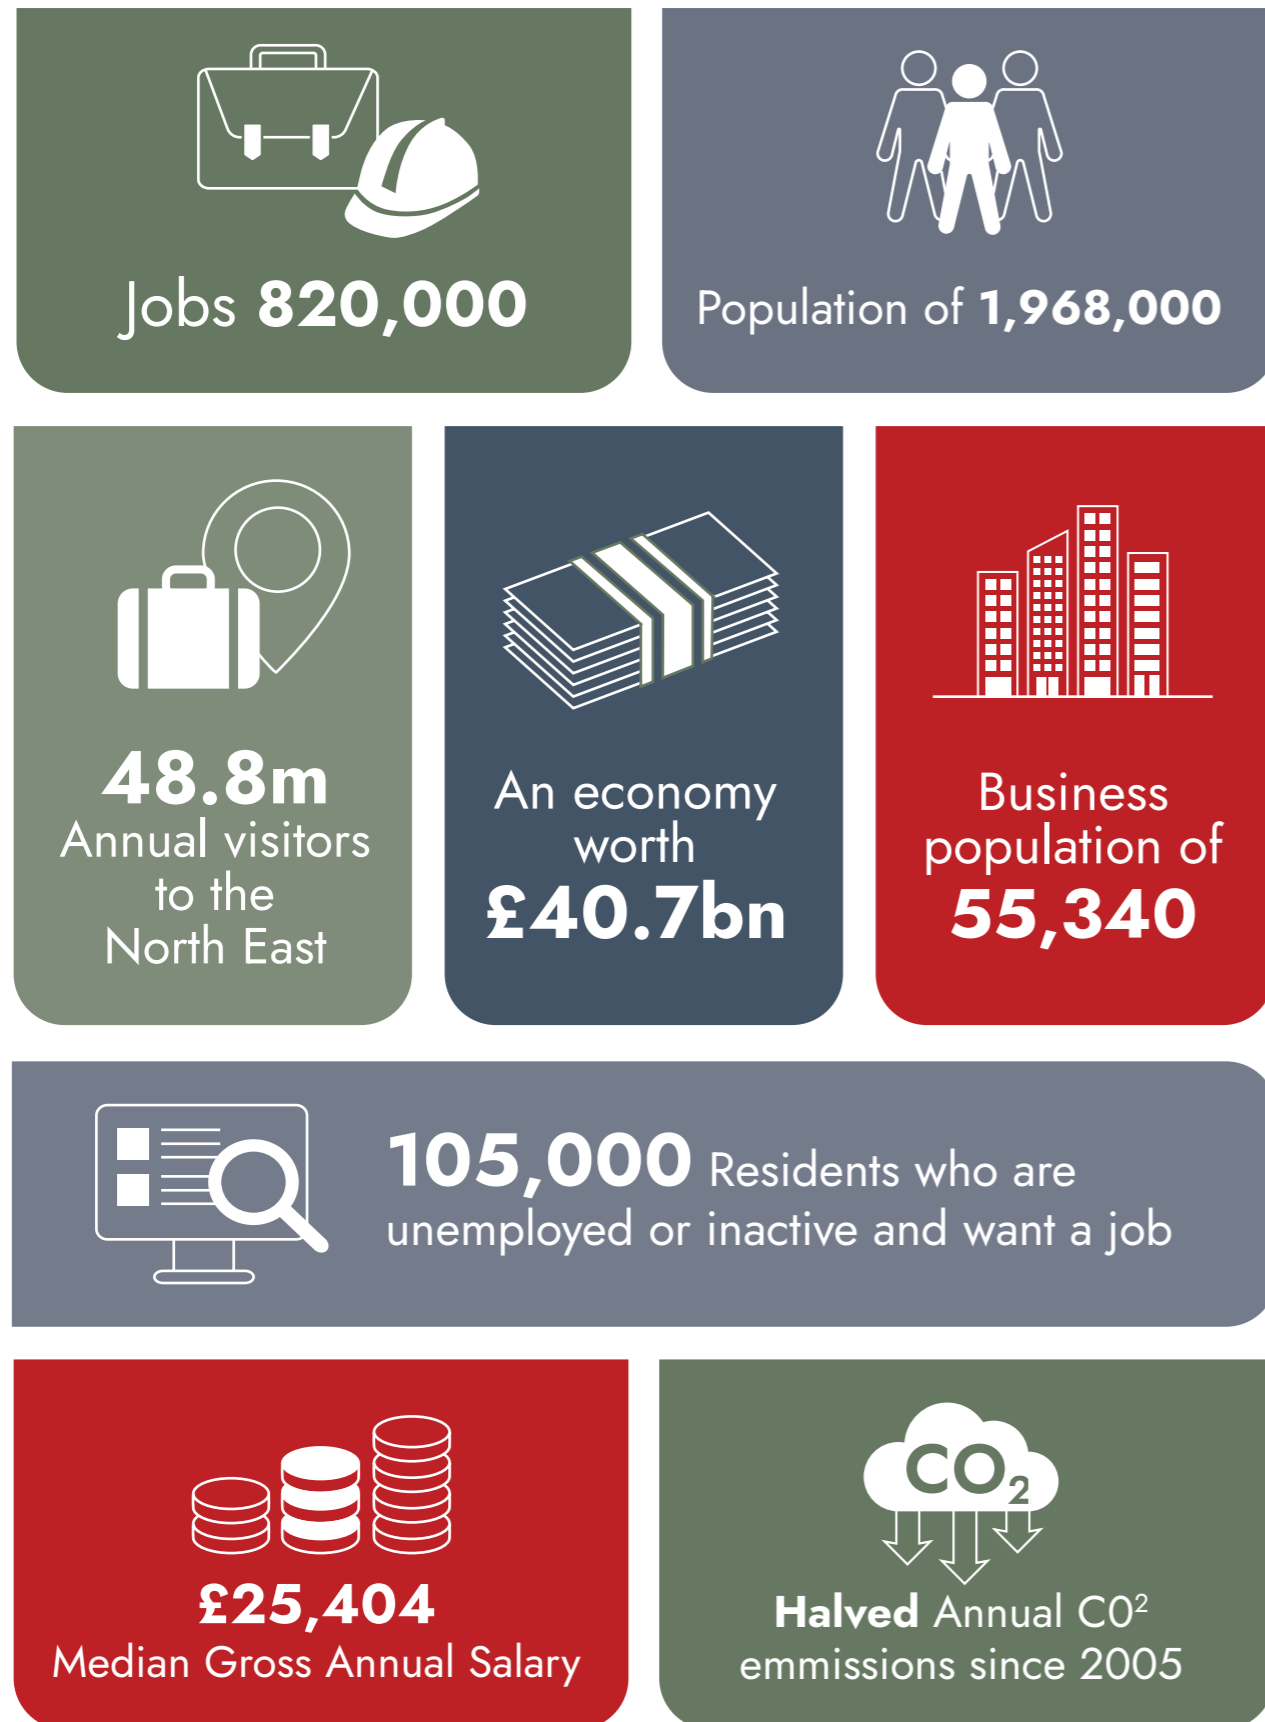 Jobs 820,000
Population of 1,968,000
48.8m
Annual visitors
to the
North East
An economy
worth
£40.7bn
Business
population of
55,340
105,000 Residents who are
unemployed or inactive and want a job
£25,404
Median Gross Annual Salary
CO₂
Halved Annual C0²
emmissions since 2005